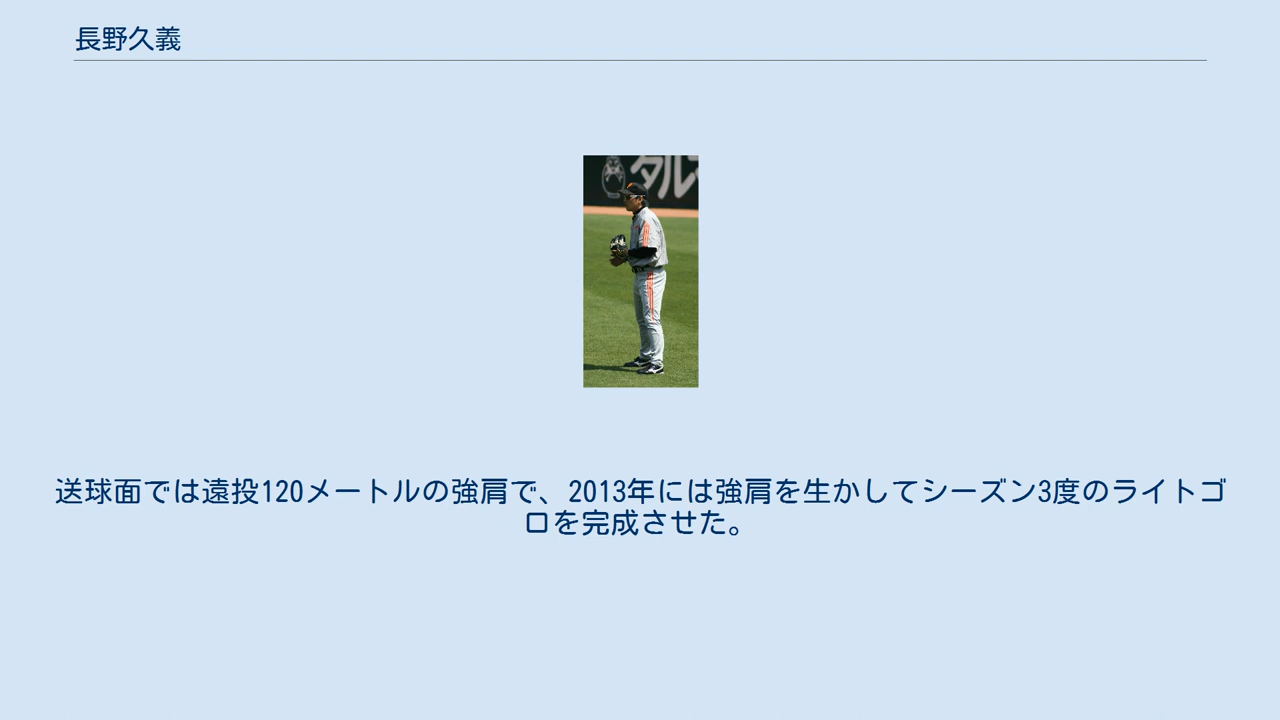 長野久義
タル
送球面では遠投120メートルの強肩で、2013年には強肩を生かしてシーズン3度のライトゴ
ロを完成させた。